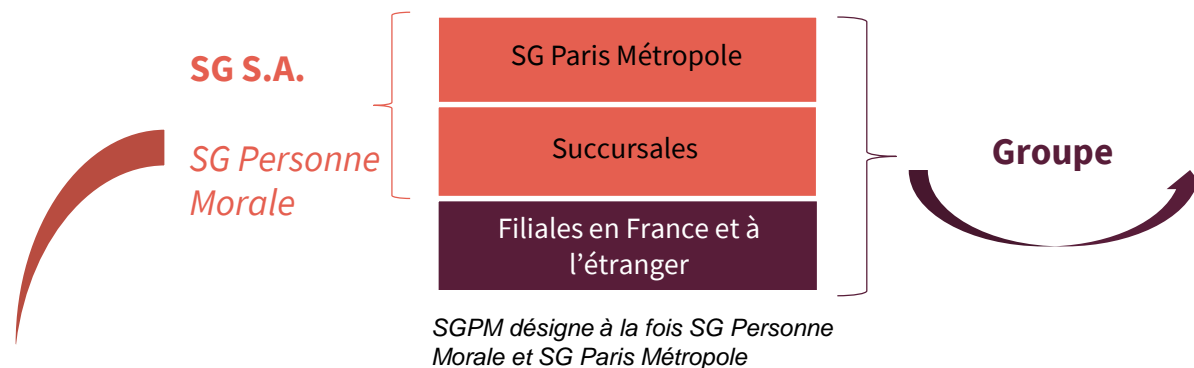 SG S.A.
SG Personne
Morale
SG Paris Métropole
Succursales
Filiales en France et à
l’étranger
Groupe
SGPM désigne à la fois SG Personne
Morale et SG Paris Métropole